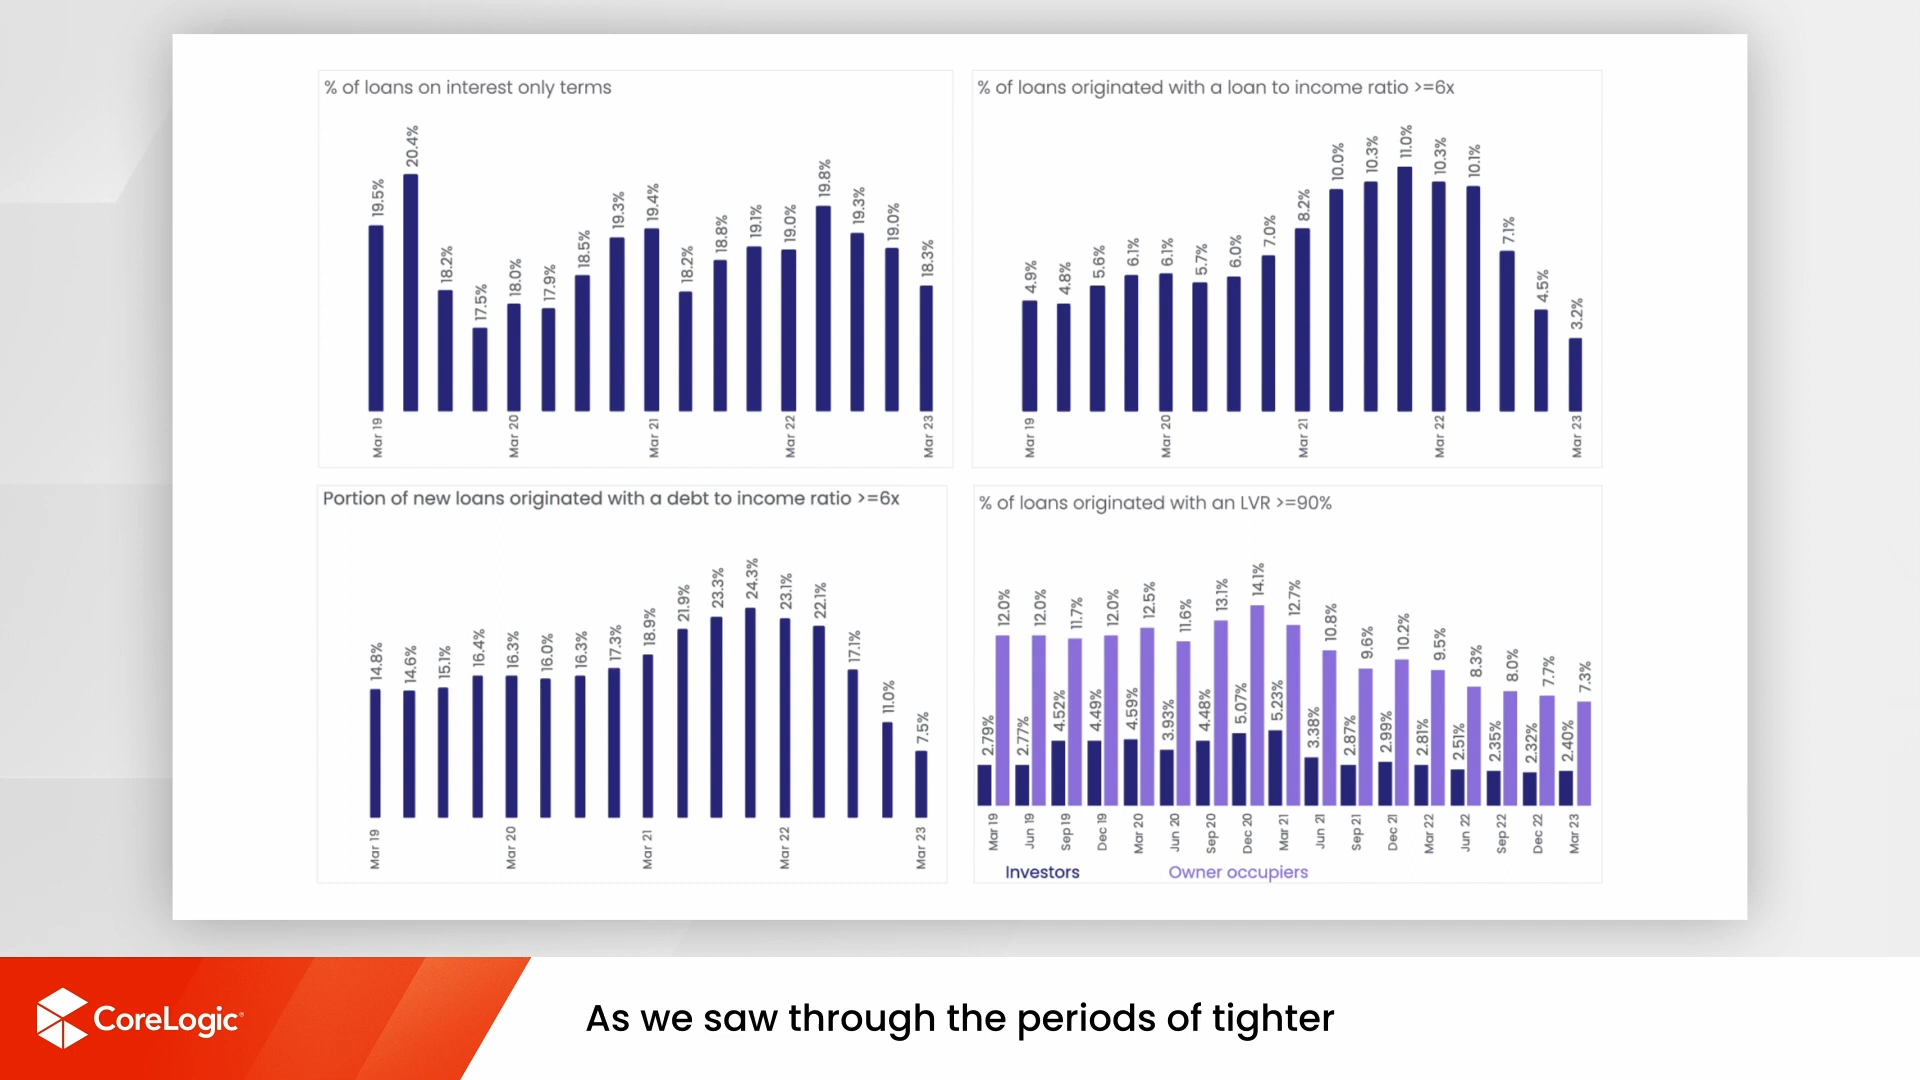 % of loans on interest only terms
19.5%
20.4%
18.2%
17.5%
18.0%
17.9%
18.5%
19.3%
19.4%
18.2%
18.8%
19.1%
19.0%
19.8%
19.3%
19.0%
18.3%
Mar 19
Mar 20
Mar 21
Mar 22
Mar 23
% of loans originated with a loan to income ratio >=6x
4.9%
4.8%
5.6%
6.1%
6.1%
5.7%
6.0%
7.0%
8.2%
10.0%
10.3%
11.0%
10.3%
10.1%
7.1%
4.5%
3.2%
Mar 19
Mar 20
Mar 21
Mar 22
Mar 23
Portion of new loans originated with a debt to income ratio >=6x
14.8%
14.6%
15.1%
16.4%
16.3%
16.0%
16.3%
17.3%
18.9%
21.9%
23.3%
24.3%
23.1%
22.1%
17.1%
11.0%
7.5%
Mar 19
Mar 20
Mar 21
Mar 22
Mar 23
% of loans originated with an LVR >=90%
2.79%
12.0%
2.77%
12.0%
4.52%
11.7%
4.49%
12.0%
4.59%
12.5%
3.93%
11.6%
4.48%
13.1%
5.07%
14.1%
5.23%
12.7%
3.38%
10.8%
2.87%
9.6%
2.99%
10.2%
2.81%
9.5%
2.51%
8.3%
2.35%
8.0%
2.32%
7.7%
2.40%
7.3%
Mar 19
Jun 19
Sep 19
Dec 19
Mar 20
Jun 20
Sep 20
Dec 20
Mar 21
Jun 21
Sep 21
Dec 21
Mar 22
Jun 22
Sep 22
Dec 22
Mar 23
Investors
Owner occupiers
CoreLogic
As we saw through the periods of tighter